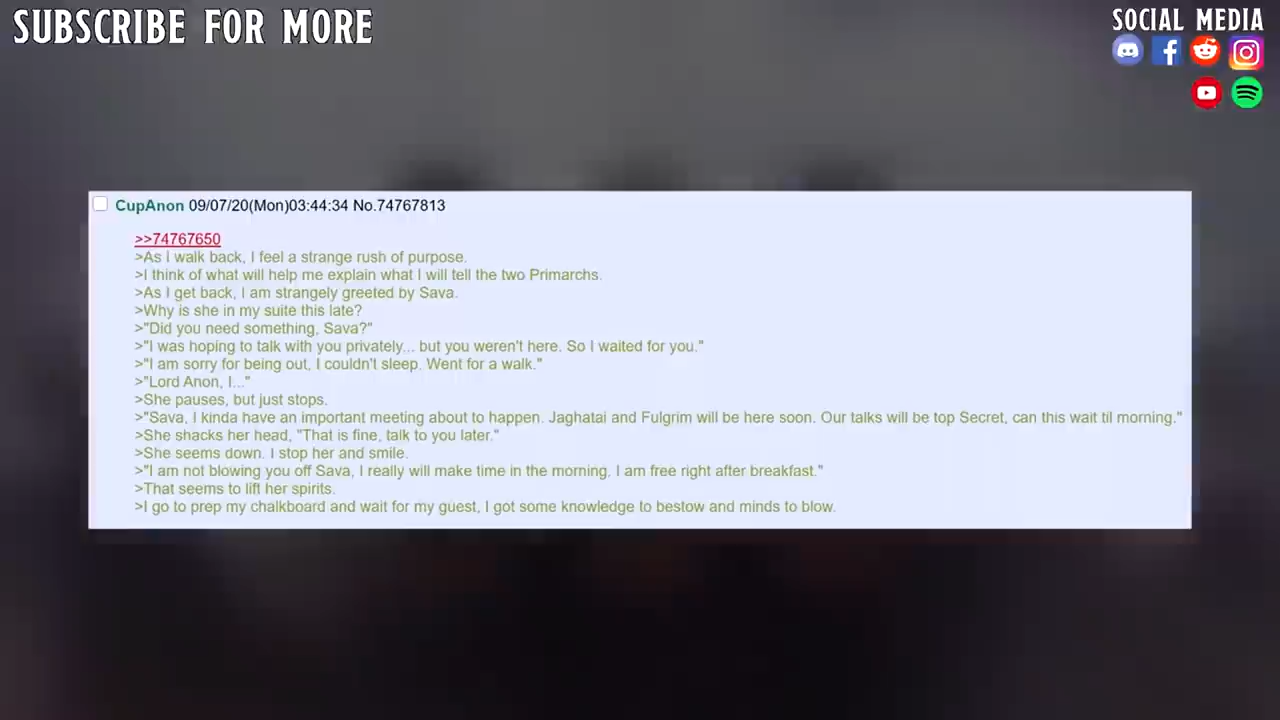 SUBSCRIBE FOR MORE
SOCIAL MEDIA
CupAnon 09/07/20(Mon)03:44:34 No.74767813
>>74767650
>As I walk back, I feel a strange rush of purpose.
>I think of what will help me explain what I will tell the two Primarchs.
>As I get back, I am strangely greeted by Sava.
>Why is she in my suite this late?
>"Did you need something, Sava?"
>"I was hoping to talk with you privately... but you weren't here. So I waited for you."
>"I am sorry for being out, I couldn't sleep. Went for a walk."
>"Lord Anon, I..."
>She pauses, but just stops.
>"Sava, I kinda have an important meeting about to happen. Jaghatai and Fulgrim will be here soon. Our talks will be top Secret, can this wait til morning."
>She shacks her head, "That is fine, talk to you later."
>She seems down. I stop her and smile.
>"I am not blowing you off Sava, I really will make time in the morning. I am free right after breakfast."
>That seems to lift her spirits.
>I go to prep my chalkboard and wait for my guest, I got some knowledge to bestow and minds to blow.